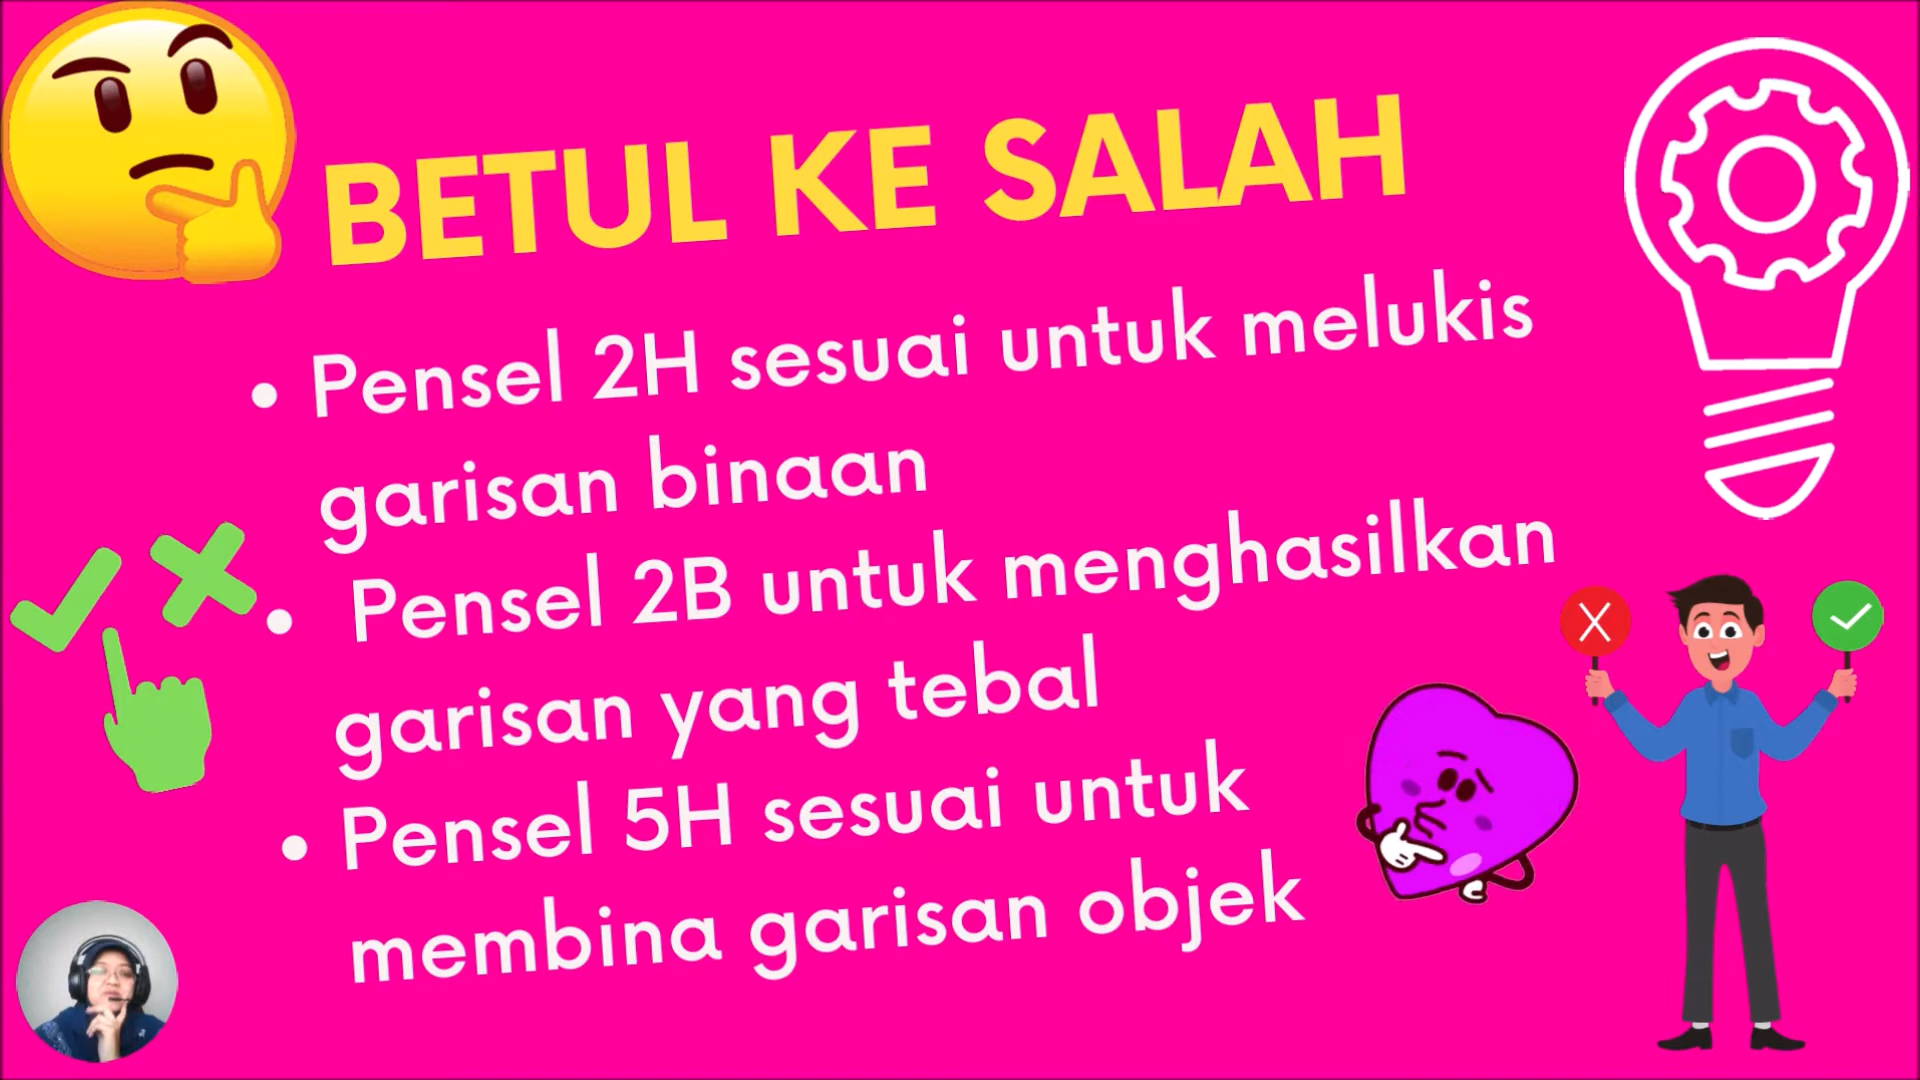 BETUL KE SALAH
• Pensel 2H sesuai untuk melukis
garisan binaan
• Pensel 2B untuk menghasilkan
garisan yang tebal
• Pensel 5H sesuai untuk
membina garisan objek